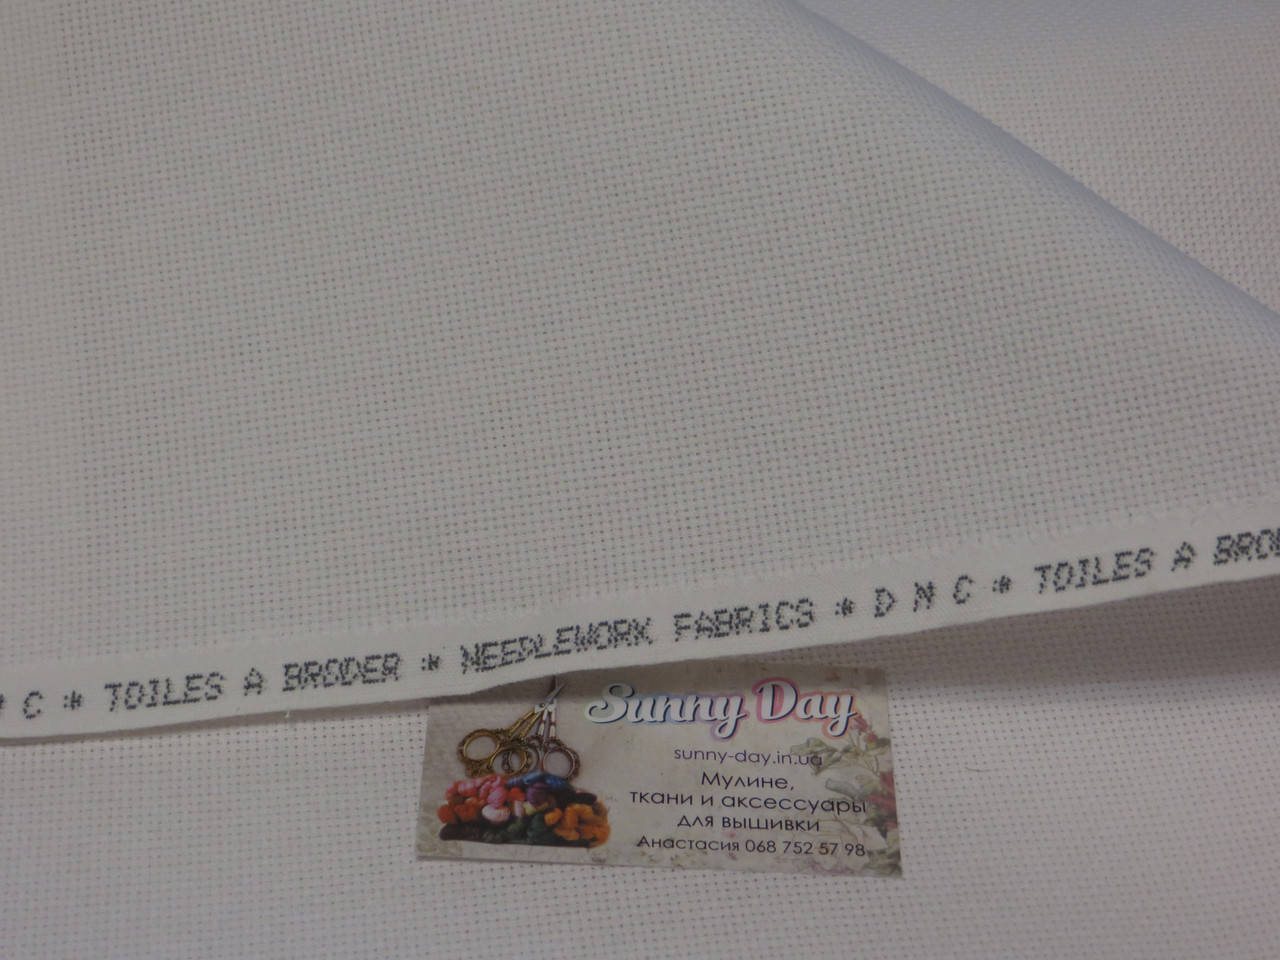 * C * TOILES A BRODER * NEEDLEWORK FABRICS * D M C * TOILES A
Sunny Day
sunny-day.in.ua
Мулине,
ткани и аксессуары
для вышивки
Анастасия 068 752 57 98